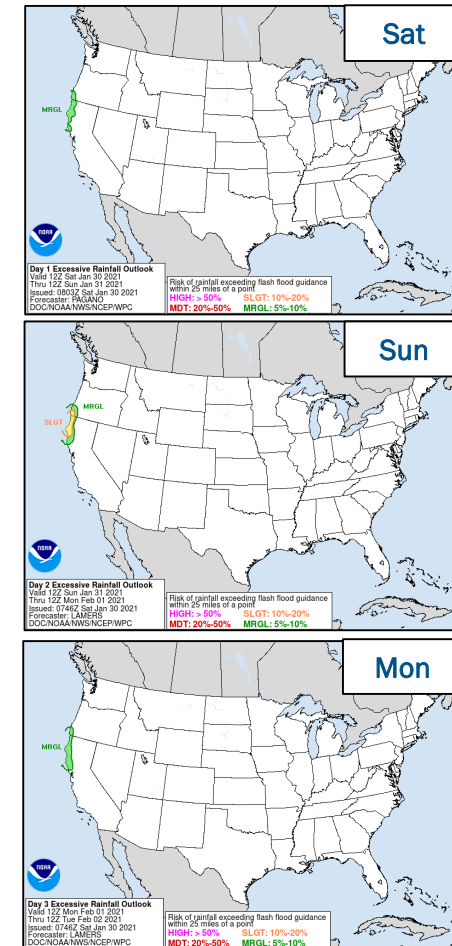 Sat
MRGL
NOAA
Day 1 Excessive Rainfall Outlook
Valid 12Z Sat Jan 30 2021
Thru 12Z Sun Jan 31 2021
Issued: 0803Z Sat Jan 30 2021
Forecaster: PAGANO
DOC/NOAA/NWS/NCEP/WPC
Risk of rainfall exceeding flash flood guidance
within 25 miles of a point
HIGH: > 50% SLGT: 10%-20%
MDT: 20%-50% MRGL: 5%-10%
Sun
MRGL
SLGT
NOAA
Day 2 Excessive Rainfall Outlook
Valid 12Z Sun Jan 31 2021
Thru 12Z Mon Feb 01 2021
Issued: 0746Z Sat Jan 30 2021
Forecaster: LAMERS
DOC/NOAA/NWS/NCEP/WPC
Risk of rainfall exceeding flash flood guidance
within 25 miles of a point
HIGH: > 50% SLGT: 10%-20%
MDT: 20%-50% MRGL: 5%-10%
Mon
MRGL
NOAA
Day 3 Excessive Rainfall Outlook
Valid 12Z Mon Feb 01 2021
Thru 12Z Tue Feb 02 2021
Issued: 0746Z Sat Jan 30 2021
Forecaster: LAMERS
DOC/NOAA/NWS/NCEP/WPC
Risk of rainfall exceeding flash flood guidance
within 25 miles of a point
HIGH: > 50% SLGT: 10%-20%
MDT: 20%-50% MRGL: 5%-10%